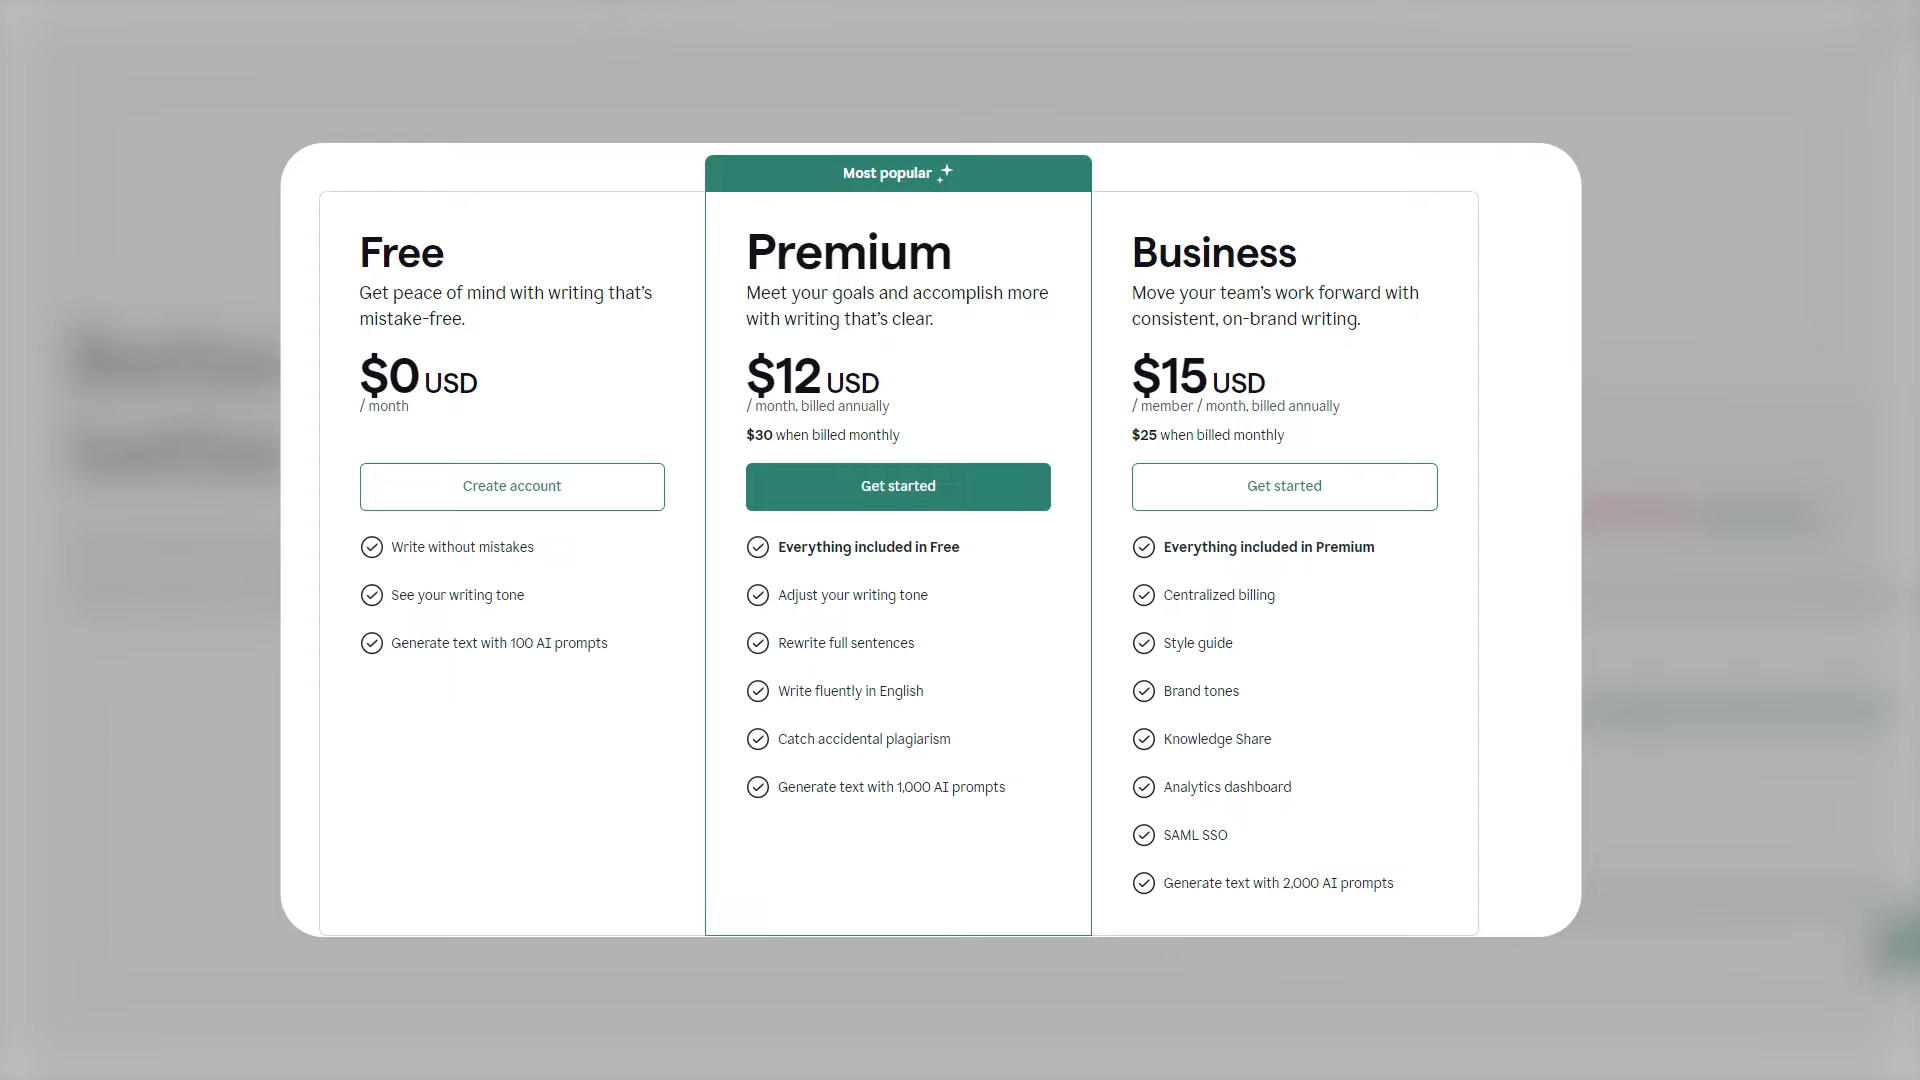 Most popular
Free
Get peace of mind with writing that’s
mistake-free.
$0 USD
/ month
Create account
Write without mistakes
See your writing tone
Generate text with 100 AI prompts
Premium
Meet your goals and accomplish more
with writing that’s clear.
$12 USD
/ month, billed annually
$30 when billed monthly
Get started
Everything included in Free
Adjust your writing tone
Rewrite full sentences
Write fluently in English
Catch accidental plagiarism
Generate text with 1,000 AI prompts
Business
Move your team’s work forward with
consistent, on-brand writing.
$15 USD
/ member / month, billed annually
$25 when billed monthly
Get started
Everything included in Premium
Centralized billing
Style guide
Brand tones
Knowledge Share
Analytics dashboard
SAML SSO
Generate text with 2,000 AI prompts